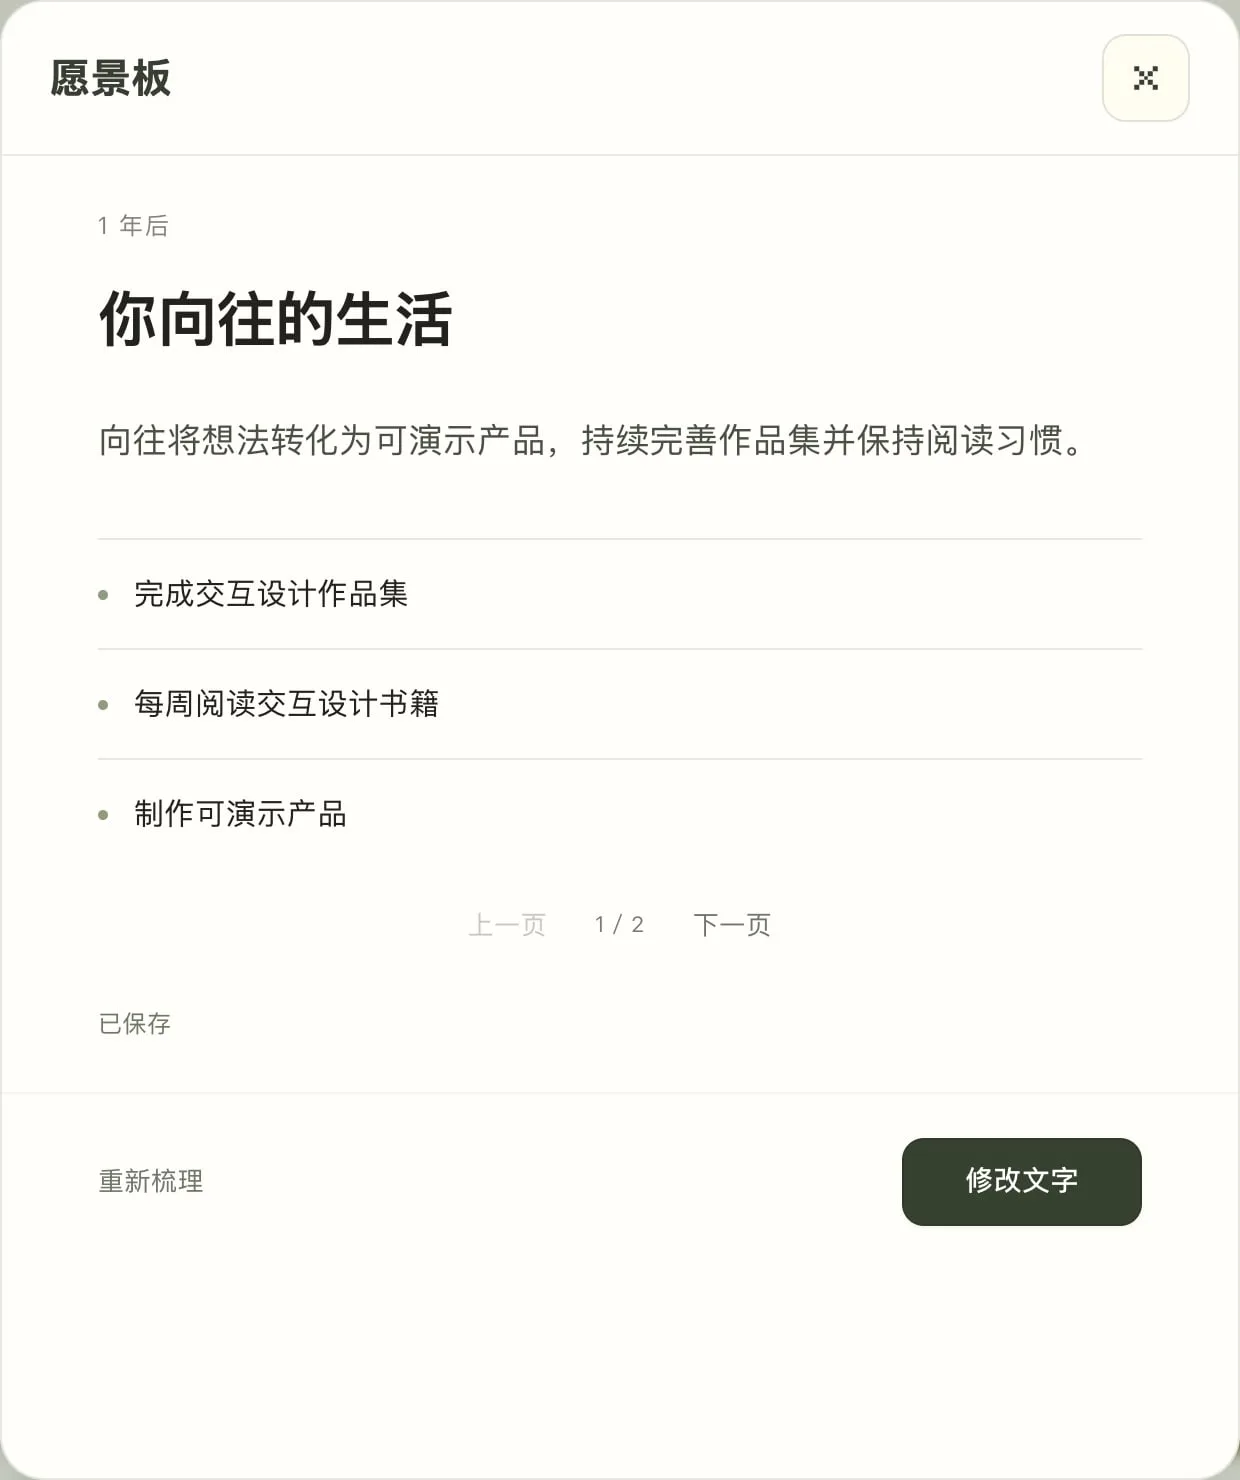 愿景板
1 年后
你向往的生活
向往将想法转化为可演示产品，持续完善作品集并保持阅读习惯。
完成交互设计作品集
每周阅读交互设计书籍
制作可演示产品
上一页 1 / 2 下一页
已保存
重新梳理 修改文字